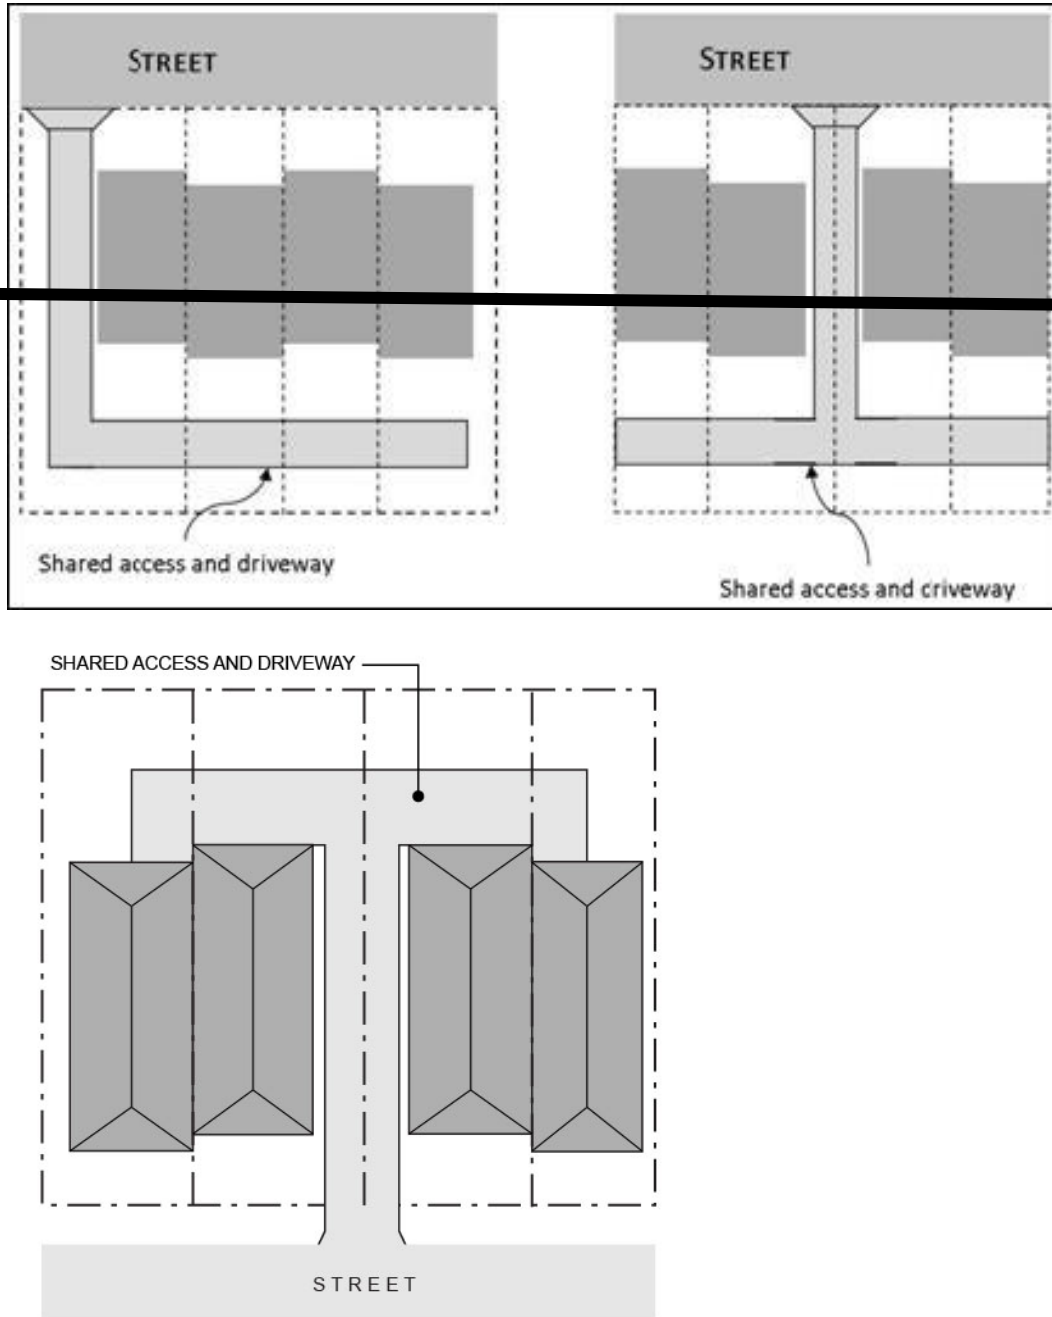 STREET
STREET
Shared access and driveway
Shared access and criveway
SHARED ACCESS AND DRIVEWAY
STREET